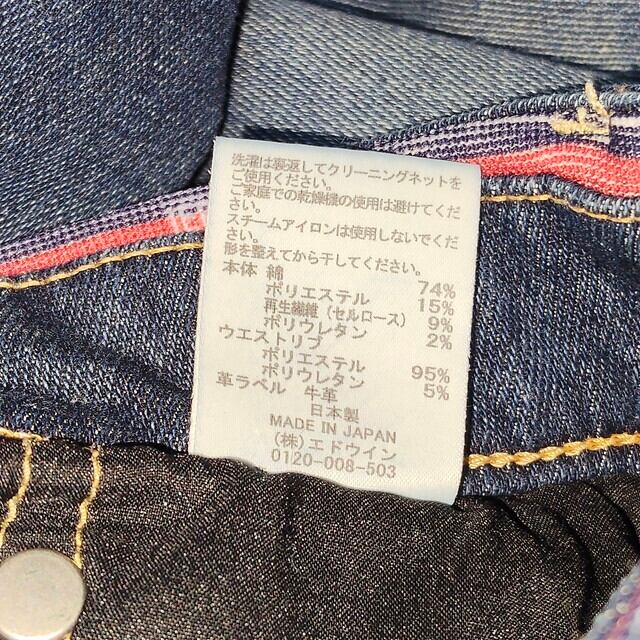 洗濯は裏返してクリーニングネットを
ご使用ください。
ご家庭での乾燥機の使用は避けてくだ
さい。
スチームアイロンは使用しないでくだ
さい。
形を整えてから干してください。
本体 綿 74%
ポリエステル 15%
再生繊維（セルロース） 9%
ポリウレタン 2%
ウエストリブ
ポリエステル 95%
ポリウレタン 5%
革ラベル 牛革
日本製
MADE IN JAPAN
(株)エドウイン
0120-008-503